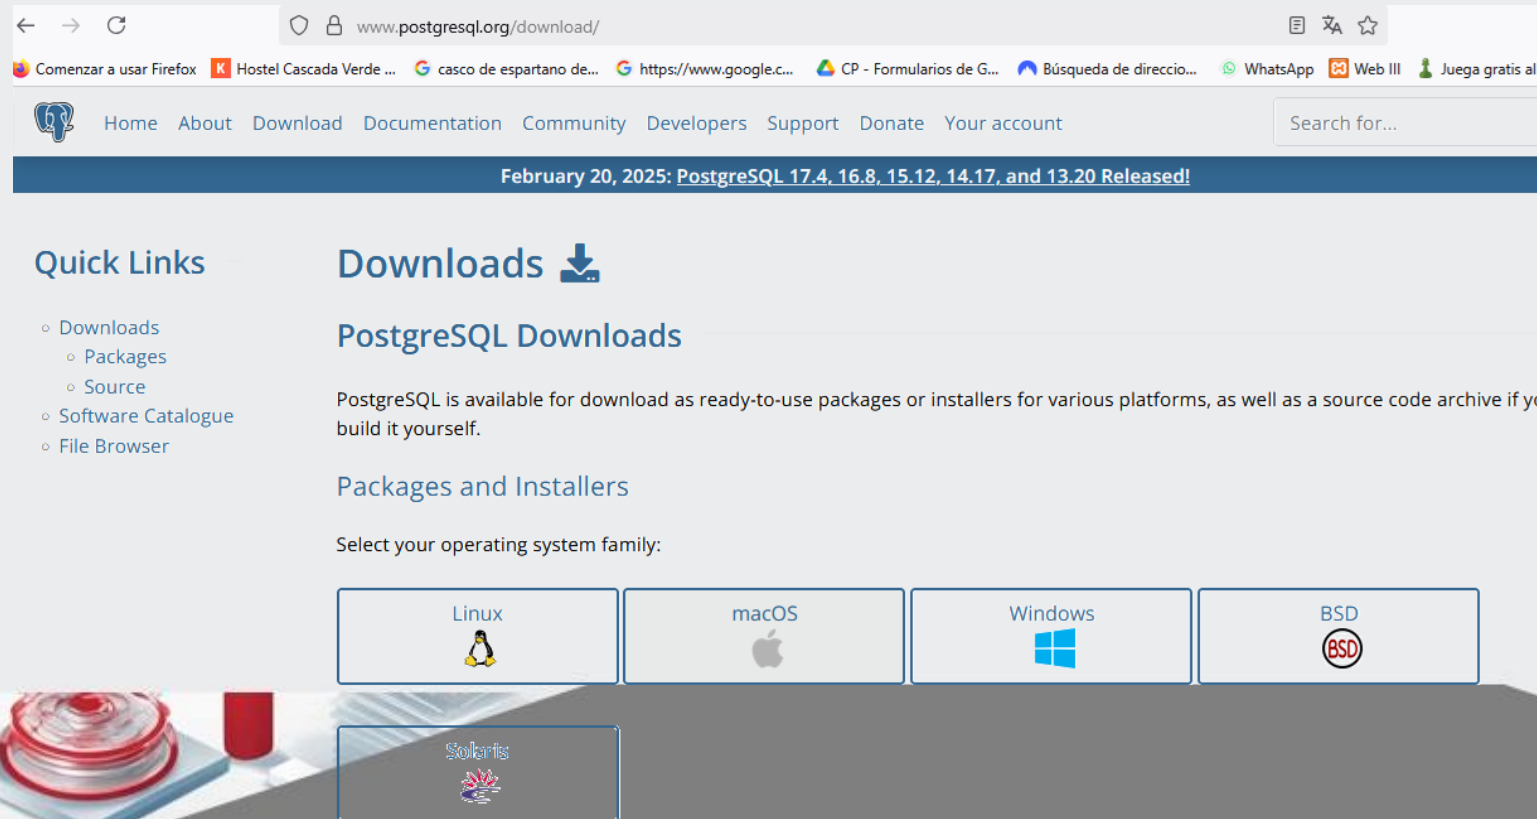 www.postgresql.org/download/
Comenzar a usar Firefox K Hostel Cascada Verde ... G casco de espartano de... G https://www.google.c... CP - Formularios de G... Búsqueda de direccio... WhatsApp Web III Juega gratis al
Home About Download Documentation Community Developers Support Donate Your account Search for...
February 20, 2025: PostgreSQL 17.4, 16.8, 15.12, 14.17, and 13.20 Released!
Quick Links
Downloads
Packages
Source
Software Catalogue
File Browser
Downloads
PostgreSQL Downloads
PostgreSQL is available for download as ready-to-use packages or installers for various platforms, as well as a source code archive if yo
build it yourself.
Packages and Installers
Select your operating system family:
Linux macOS Windows BSD
BSD
Solaris